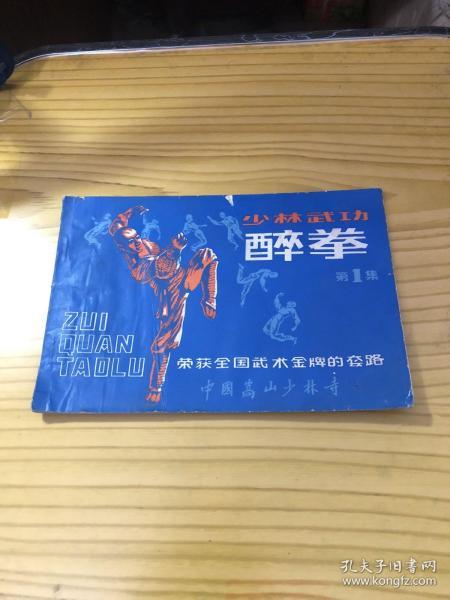 少林武功
醉拳
第1集
ZUI
QUAN
TAOLU
荣获全国武术金牌的套路
中國嵩山少林寺
孔夫子旧书网
www.kongfz.com